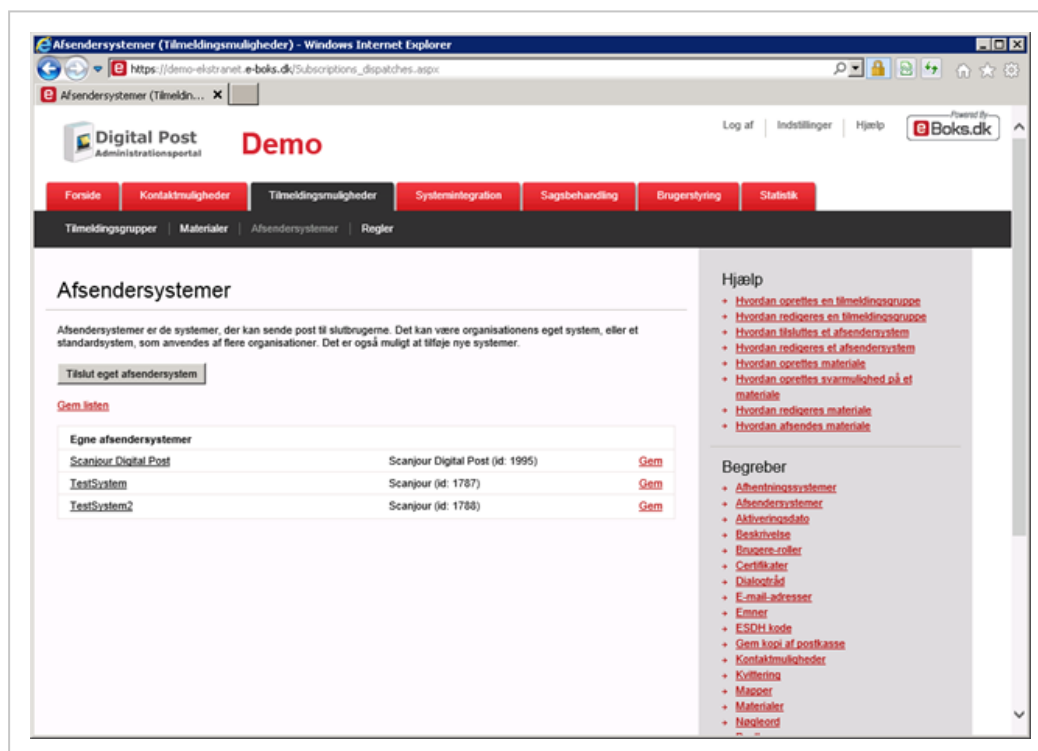 Afsendersystemer (Tilmeldingsmuligheder) - Windows Internet Explorer
https://demo-ekstranet.e-boks.dk/Subscriptions_dispatches.aspx
Afsendersystemer (Tilmeldin...
Log af | Indstillinger | Hjælp
Powered By
e Boks.dk
Digital Post
Administrationsportal
Demo
Forside Kontaktmuligheder Tilmeldingsmuligheder Systemintegration Sagsbehandling Brugerstyring Statistik
Tilmeldingsgrupper | Materialer | Afsendersystemer | Regler
Afsendersystemer
Afsendersystemer er de systemer, der kan sende post til slutbrugerne. Det kan være organisationens eget system, eller et
standardsystem, som anvendes af flere organisationer. Det er også muligt at tilføje nye systemer.
Tilslut eget afsendersystem
Gem listen
Egne afsendersystemer
Scanjour Digital Post Scanjour Digital Post (id: 1995) Gem
TestSystem Scanjour (id: 1787) Gem
TestSystem2 Scanjour (id: 1788) Gem
Hjælp
Hvordan oprettes en tilmeldingsgruppe
Hvordan redigeres en tilmeldingsgruppe
Hvordan tilsluttes et afsendersystem
Hvordan redigeres et afsendersystem
Hvordan oprettes materiale
Hvordan oprettes svarmulighed på et
materiale
Hvordan redigeres materiale
Hvordan afsendes materiale
Begreber
Afhentningssystemer
Afsendersystemer
Aktiveringsdato
Beskrivelse
Brugere-roller
Certifikater
Dialogtråd
E-mail-adresser
Emner
ESDH kode
Gem kopi af postkasse
Kontaktmuligheder
Kvittering
Mapper
Materialer
Nøgleord